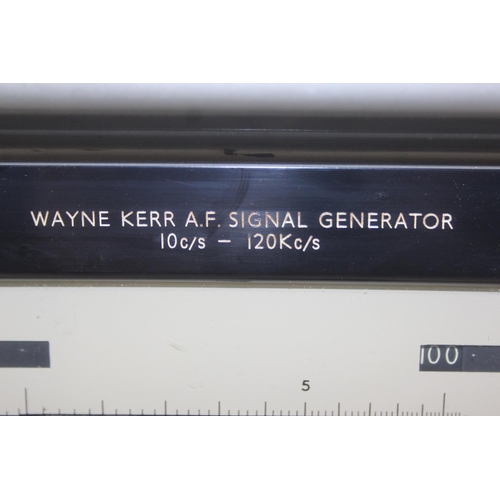 WAYNE KERR A.F. SIGNAL GENERATOR
10c/s - 120Kc/s
100
5